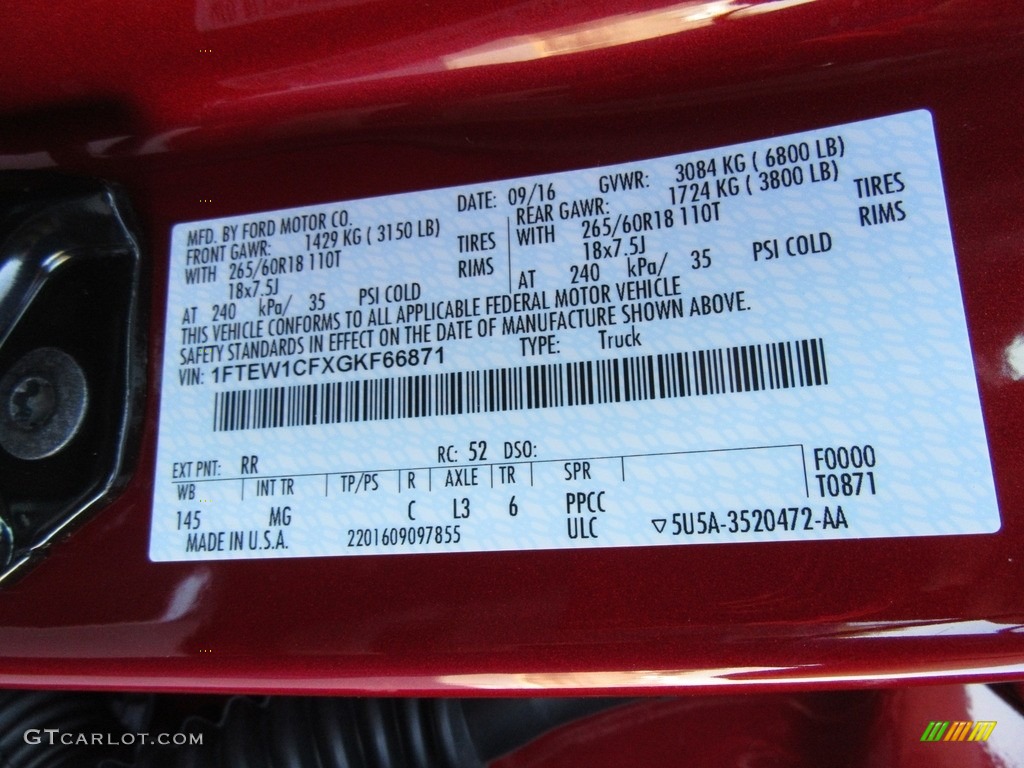 MFD. BY FORD MOTOR CO. DATE: 09/16 GVWR: 3084 KG ( 6800 LB)
FRONT GAWR: 1429 KG ( 3150 LB) REAR GAWR: 1724 KG ( 3800 LB)
WITH 265/60R18 110T TIRES WITH 265/60R18 110T TIRES
18x7.5J RIMS 18x7.5J RIMS
AT 240 kPa/ 35 PSI COLD AT 240 kPa/ 35 PSI COLD
THIS VEHICLE CONFORMS TO ALL APPLICABLE FEDERAL MOTOR VEHICLE
SAFETY STANDARDS IN EFFECT ON THE DATE OF MANUFACTURE SHOWN ABOVE.
VIN: 1FTEW1CFXGKF66871 TYPE: Truck
EXT PNT: RR RC: 52 DSO:
WB INT TR TP/PS R AXLE TR SPR F0000
T0871
145 MG C L3 6 PPCC
MADE IN U.S.A. 2201609097855 ULC ▽5U5A-3520472-AA
GTCARLOT.COM